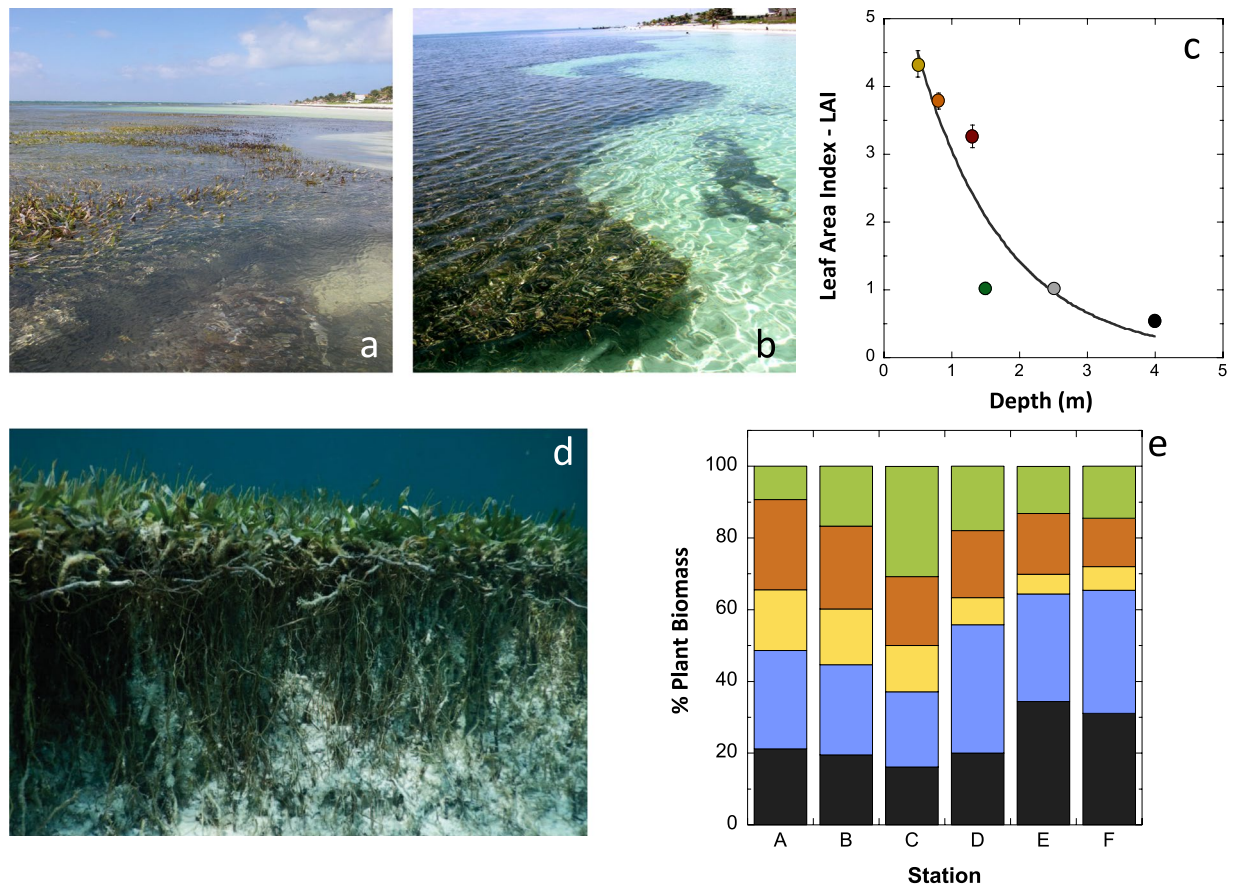 a
b
c
Leaf Area Index - LAI
5
4
3
2
1
0
0 1 2 3 4 5
Depth (m)
d
e
% Plant Biomass
100
80
60
40
20
0
A B C D E F
Station